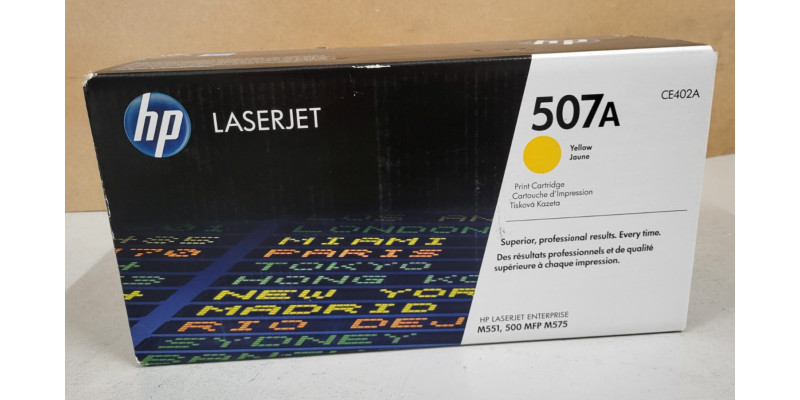 hp
hp
LASERJET
507A
CE402A
Yellow
Jaune
Print Cartridge
Cartouche d'Impression
Tisková Kazeta
Superior, professional results. Every time.
Des résultats professionnels et de qualité
supérieure à chaque impression.
HP LASERJET ENTERPRISE
M551, 500 MFP M575
MIAMI
PARIS
TOKYO
HONG KO
NEW YOR
MADRID
RIO DE J
SYDNEY